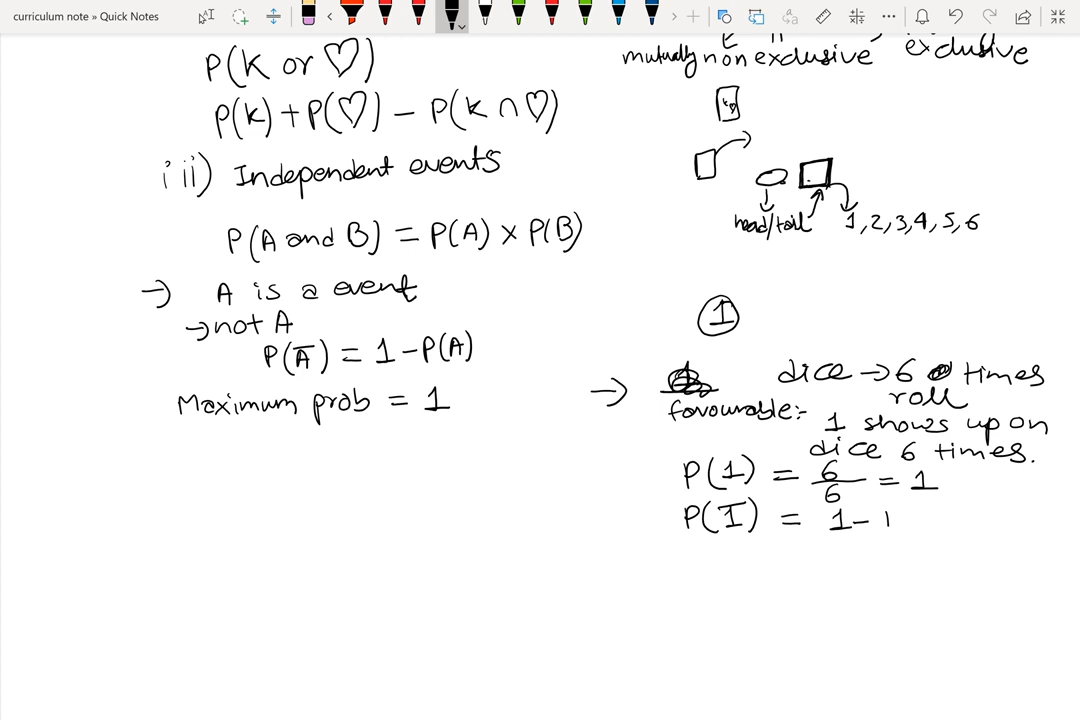 curriculum note » Quick Notes
P(K or ♡)
P(K) + P(♡) - P(K ∩ ♡)
iii) Independent events
P(A and B) = P(A) × P(B)
→ A is a event
→ not A
P(A̅) = 1 - P(A)
Maximum prob = 1
mutually non exclusive exclusive
K♡
head/tail 1, 2, 3, 4, 5, 6
1
→ dice → 6 times
roll
favourable:- 1 shows up on
dice 6 times.
P(1) = 6/6 = 1
P(1̅) = 1 - 1